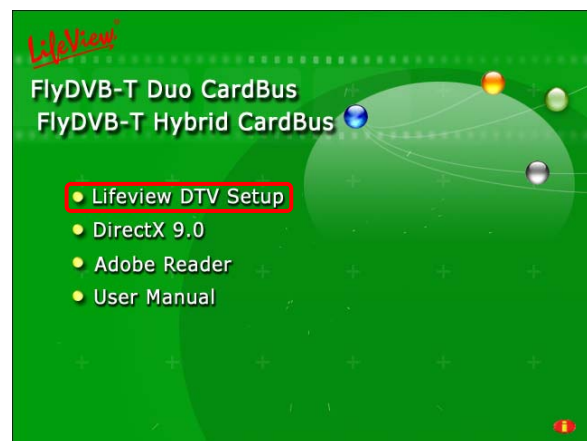 LifeView
FlyDVB-T Duo CardBus
FlyDVB-T Hybrid CardBus
Lifeview DTV Setup
DirectX 9.0
Adobe Reader
User Manual
i